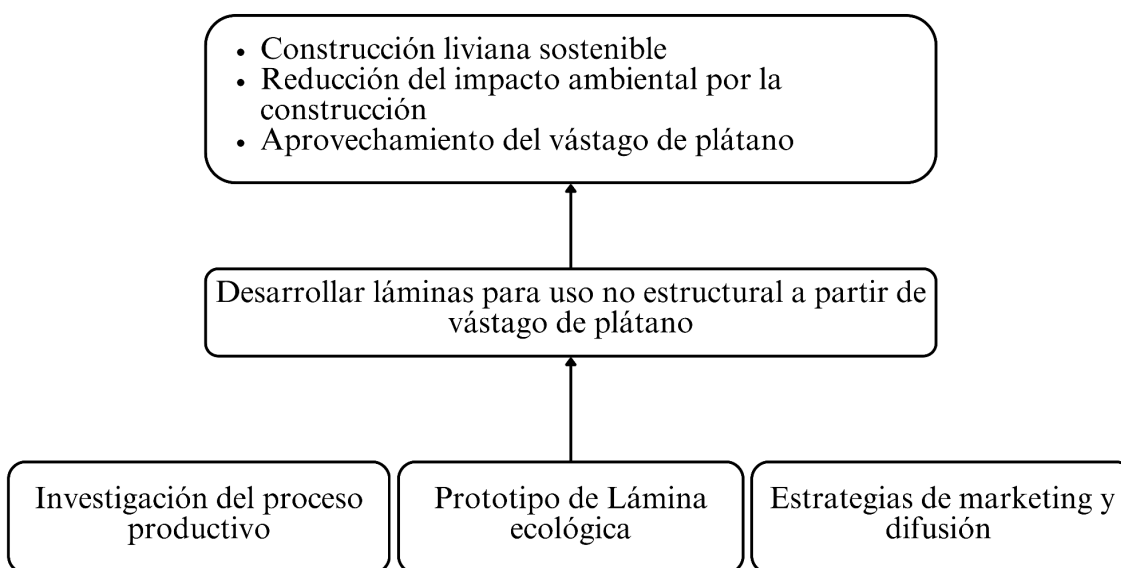 • Construcción liviana sostenible
• Reducción del impacto ambiental por la
construcción
• Aprovechamiento del vástago de plátano
Desarrollar láminas para uso no estructural a partir de
vástago de plátano
Investigación del proceso
productivo
Prototipo de Lámina
ecológica
Estrategias de marketing y
difusión